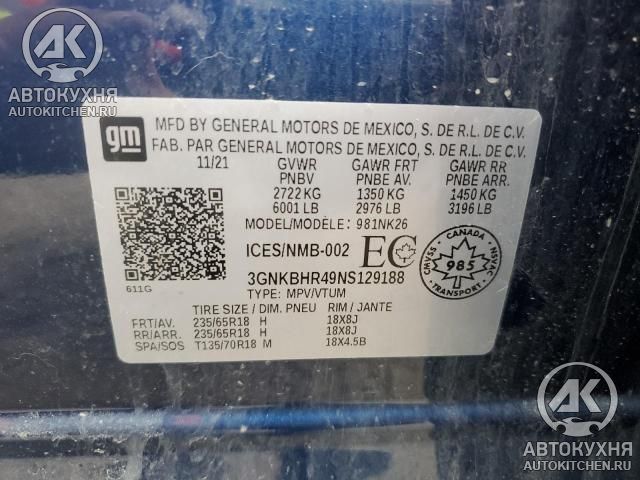 AK
АВТОКУХНЯ
AUTOKITCHEN.RU
gm
MFD BY GENERAL MOTORS DE MEXICO, S. DE R.L. DE C.V.
FAB. PAR GENERAL MOTORS DE MEXICO, S. DE R.L. DE C.V.
11/21 GVWR GAWR FRT GAWR RR
PNBV PNBE AV. PNBE ARR.
2722 KG 1350 KG 1450 KG
6001 LB 2976 LB 3196 LB
MODEL/MODÈLE: 981NK26
ICES/NMB-002 EC
3GNKBHR49NS129188
TYPE: MPV/VTUM
611G
CANADA
CMVSS 985 NSVAC
TIRE SIZE / DIM. PNEU RIM / JANTE
FRT/AV. 235/65R18 H 18X8J
RR/ARR. 235/65R18 H 18X8J
SPA/SOS T135/70R18 M 18X4.5B
AK
АВТОКУХНЯ
AUTOKITCHEN.RU